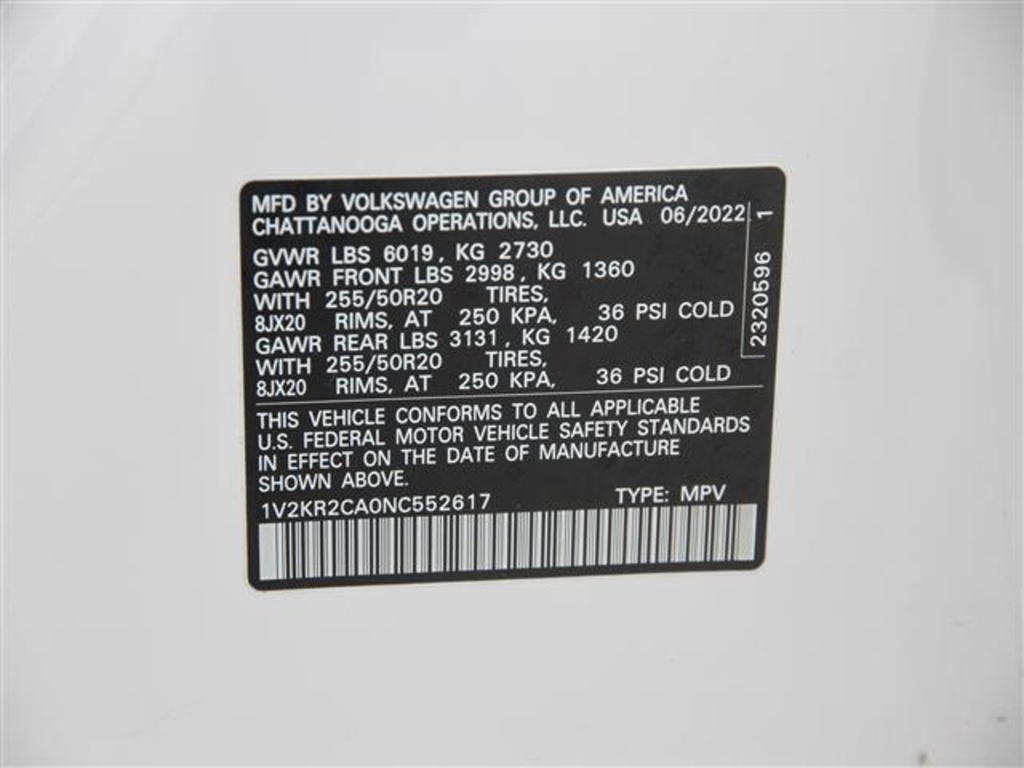 MFD BY VOLKSWAGEN GROUP OF AMERICA
CHATTANOOGA OPERATIONS, LLC. USA 06/2022
GVWR LBS 6019, KG 2730
GAWR FRONT LBS 2998, KG 1360
WITH 255/50R20 TIRES,
8JX20 RIMS, AT 250 KPA, 36 PSI COLD
GAWR REAR LBS 3131, KG 1420
WITH 255/50R20 TIRES,
8JX20 RIMS, AT 250 KPA, 36 PSI COLD
2320596 1
THIS VEHICLE CONFORMS TO ALL APPLICABLE
U.S. FEDERAL MOTOR VEHICLE SAFETY STANDARDS
IN EFFECT ON THE DATE OF MANUFACTURE
SHOWN ABOVE.
1V2KR2CA0NC552617 TYPE: MPV